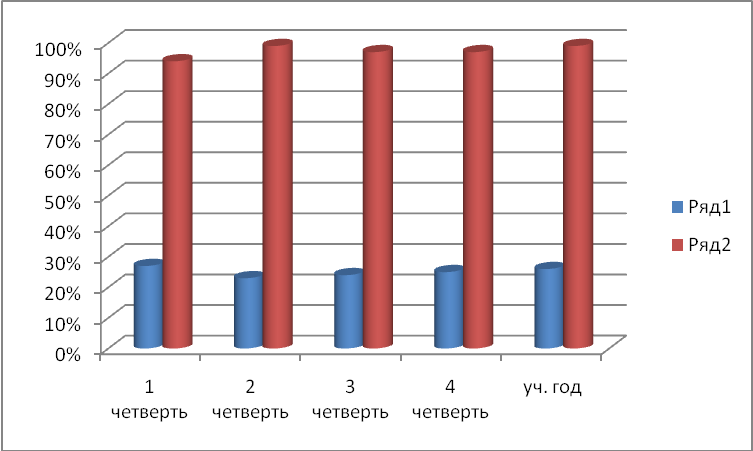 100%
90%
80%
70%
60%
50%
40%
30%
20%
10%
0%
1
четверть
2
четверть
3
четверть
4
четверть
уч. год
Ряд1
Ряд2